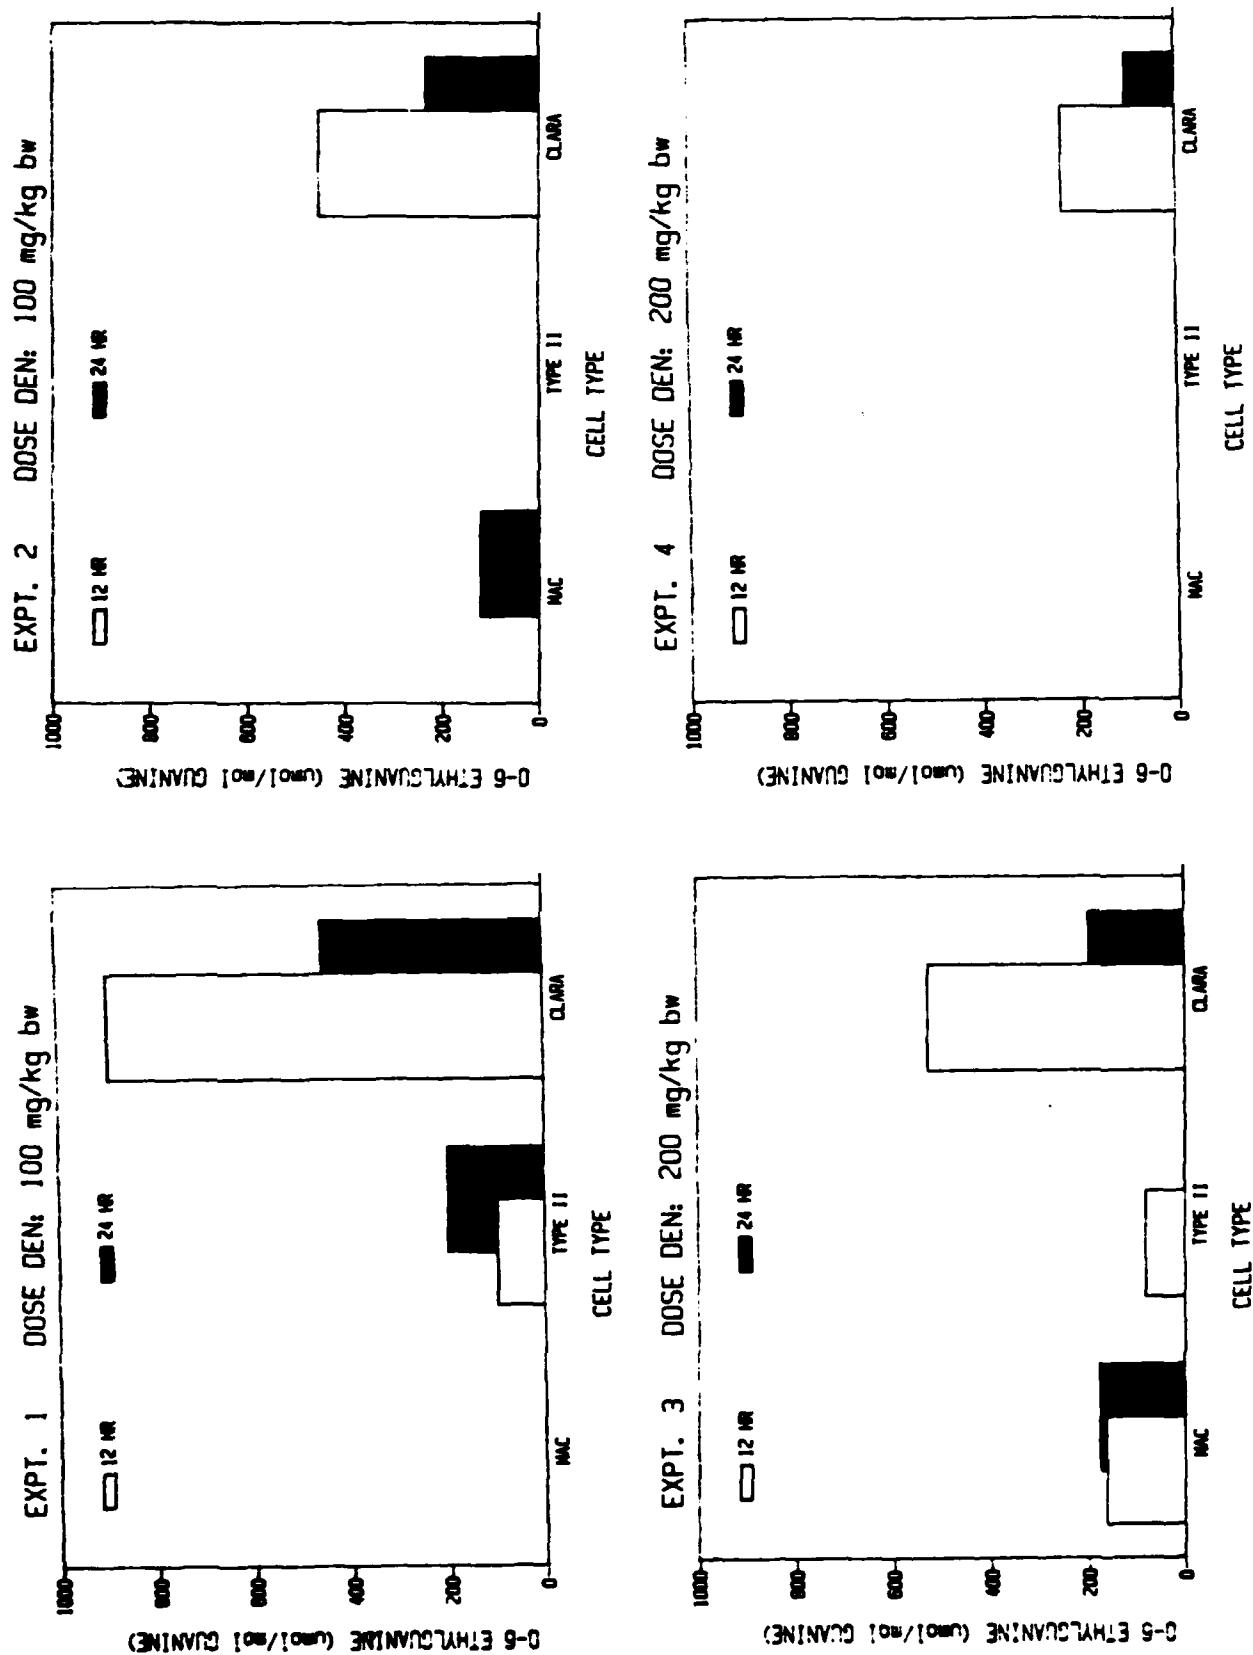 EXPT. 1 DOSE DEN: 100 mg/kg bw
12 HR
24 HR
1000
800
600
400
200
0
O-6 ETHYLGUANINE (umol/mol GUANINE)
MAC
TYPE II
CLARA
CELL TYPE
EXPT. 2 DOSE DEN: 100 mg/kg bw
12 HR
24 HR
1000
800
600
400
200
0
O-6 ETHYLGUANINE (umol/mol GUANINE)
MAC
TYPE II
CLARA
CELL TYPE
EXPT. 3 DOSE DEN: 200 mg/kg bw
12 HR
24 HR
1000
800
600
400
200
0
O-6 ETHYLGUANINE (umol/mol GUANINE)
MAC
TYPE II
CLARA
CELL TYPE
EXPT. 4 DOSE DEN: 200 mg/kg bw
12 HR
24 HR
1000
800
600
400
200
0
O-6 ETHYLGUANINE (umol/mol GUANINE)
MAC
TYPE II
CLARA
CELL TYPE